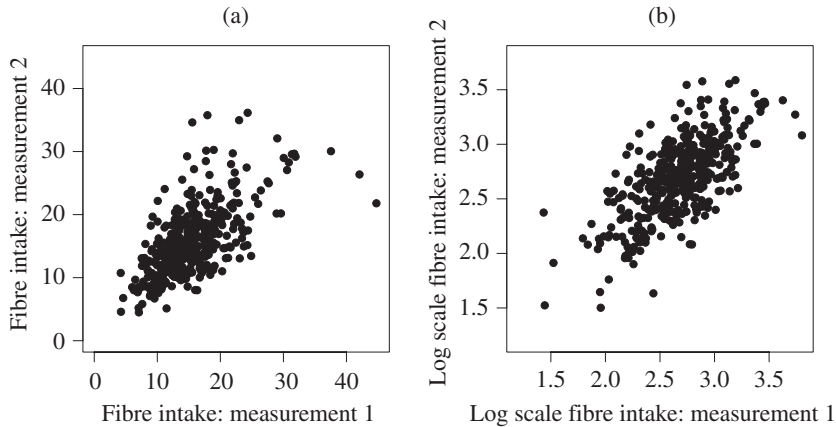 (a)
Fibre intake: measurement 2
40
30
20
10
0
0 10 20 30 40
Fibre intake: measurement 1
(b)
Log scale fibre intake: measurement 2
3.5
3.0
2.5
2.0
1.5
1.5 2.0 2.5 3.0 3.5
Log scale fibre intake: measurement 1